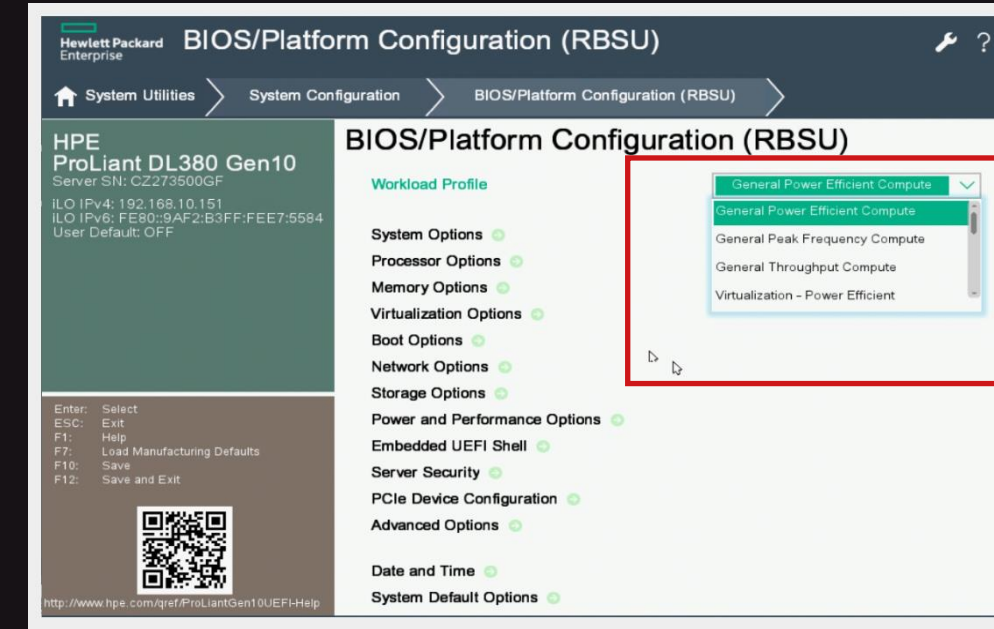 Hewlett Packard
Enterprise
BIOS/Platform Configuration (RBSU)
?
System Utilities
System Configuration
BIOS/Platform Configuration (RBSU)
HPE
ProLiant DL380 Gen10
Server SN: CZ273500GF
iLO IPv4: 192.168.10.151
iLO IPv6: FE80::9AF2:B3FF:FEE7:5584
User Default: OFF
Enter: Select
ESC: Exit
F1: Help
F7: Load Manufacturing Defaults
F10: Save
F12: Save and Exit
http://www.hpe.com/qref/ProLiantGen10UEFI-Help
BIOS/Platform Configuration (RBSU)
Workload Profile
General Power Efficient Compute
General Power Efficient Compute
General Peak Frequency Compute
General Throughput Compute
Virtualization - Power Efficient
System Options
Processor Options
Memory Options
Virtualization Options
Boot Options
Network Options
Storage Options
Power and Performance Options
Embedded UEFI Shell
Server Security
PCIe Device Configuration
Advanced Options
Date and Time
System Default Options